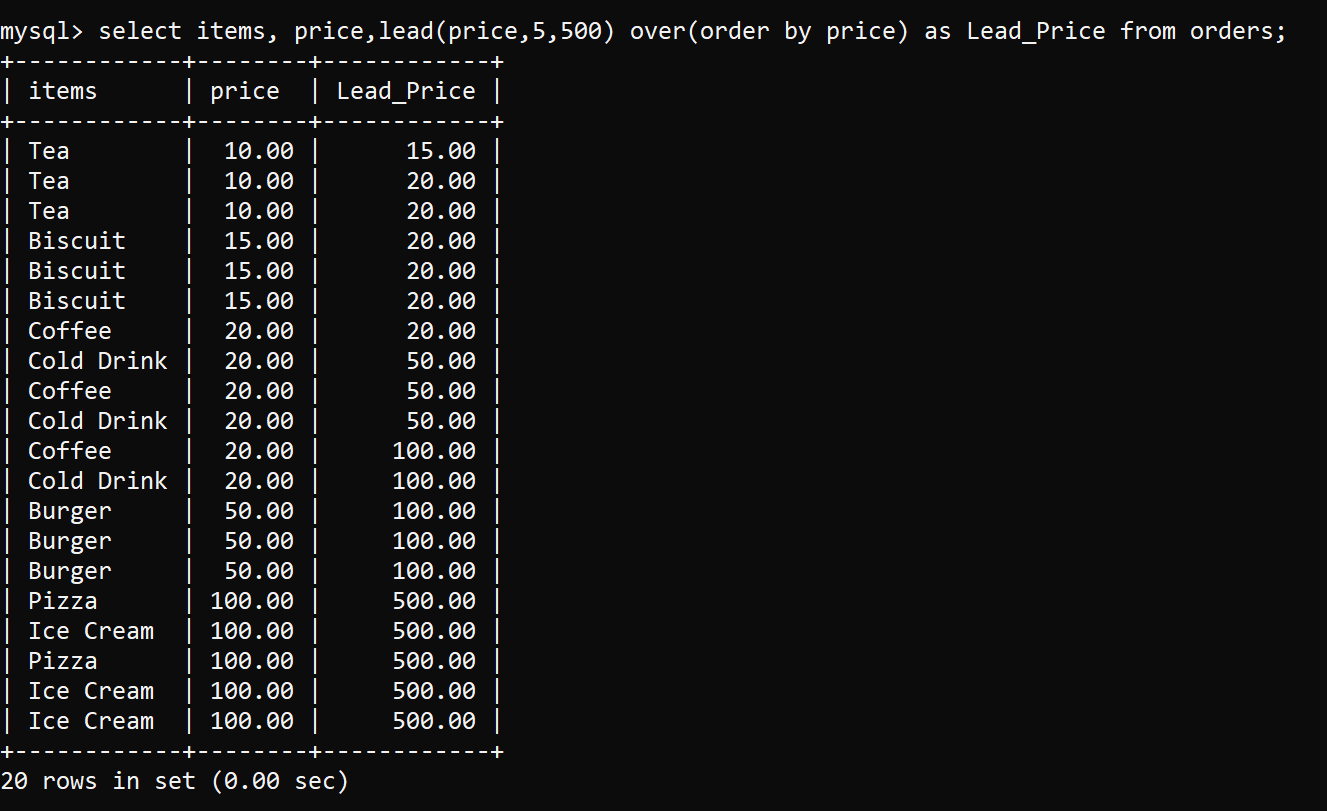 mysql> select items, price,lead(price,5,500) over(order by price) as Lead_Price from orders;
+------------+--------+------------+
| items      | price  | Lead_Price |
+------------+--------+------------+
| Tea        |  10.00 |      15.00 |
| Tea        |  10.00 |      20.00 |
| Tea        |  10.00 |      20.00 |
| Biscuit    |  15.00 |      20.00 |
| Biscuit    |  15.00 |      20.00 |
| Biscuit    |  15.00 |      20.00 |
| Coffee     |  20.00 |      20.00 |
| Cold Drink |  20.00 |      50.00 |
| Coffee     |  20.00 |      50.00 |
| Cold Drink |  20.00 |      50.00 |
| Coffee     |  20.00 |     100.00 |
| Cold Drink |  20.00 |     100.00 |
| Burger     |  50.00 |     100.00 |
| Burger     |  50.00 |     100.00 |
| Burger     |  50.00 |     100.00 |
| Pizza      | 100.00 |     500.00 |
| Ice Cream  | 100.00 |     500.00 |
| Pizza      | 100.00 |     500.00 |
| Ice Cream  | 100.00 |     500.00 |
| Ice Cream  | 100.00 |     500.00 |
+------------+--------+------------+
20 rows in set (0.00 sec)